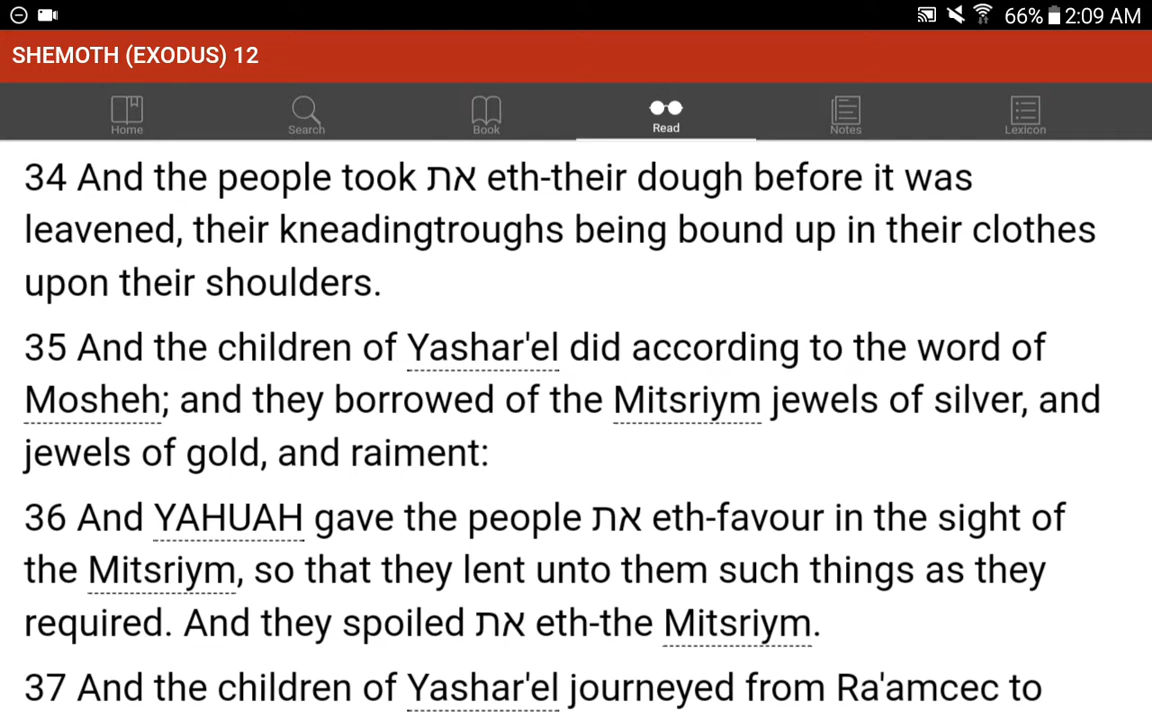 66% 2:09 AM
SHEMOTH (EXODUS) 12
Home Search Book Read Notes Lexicon
34 And the people took את eth-their dough before it was
leavened, their kneadingtroughs being bound up in their clothes
upon their shoulders.
35 And the children of Yashar'el did according to the word of
Mosheh; and they borrowed of the Mitsriym jewels of silver, and
jewels of gold, and raiment:
36 And YAHUAH gave the people את eth-favour in the sight of
the Mitsriym, so that they lent unto them such things as they
required. And they spoiled את eth-the Mitsriym.
37 And the children of Yashar'el journeyed from Ra'amcec to